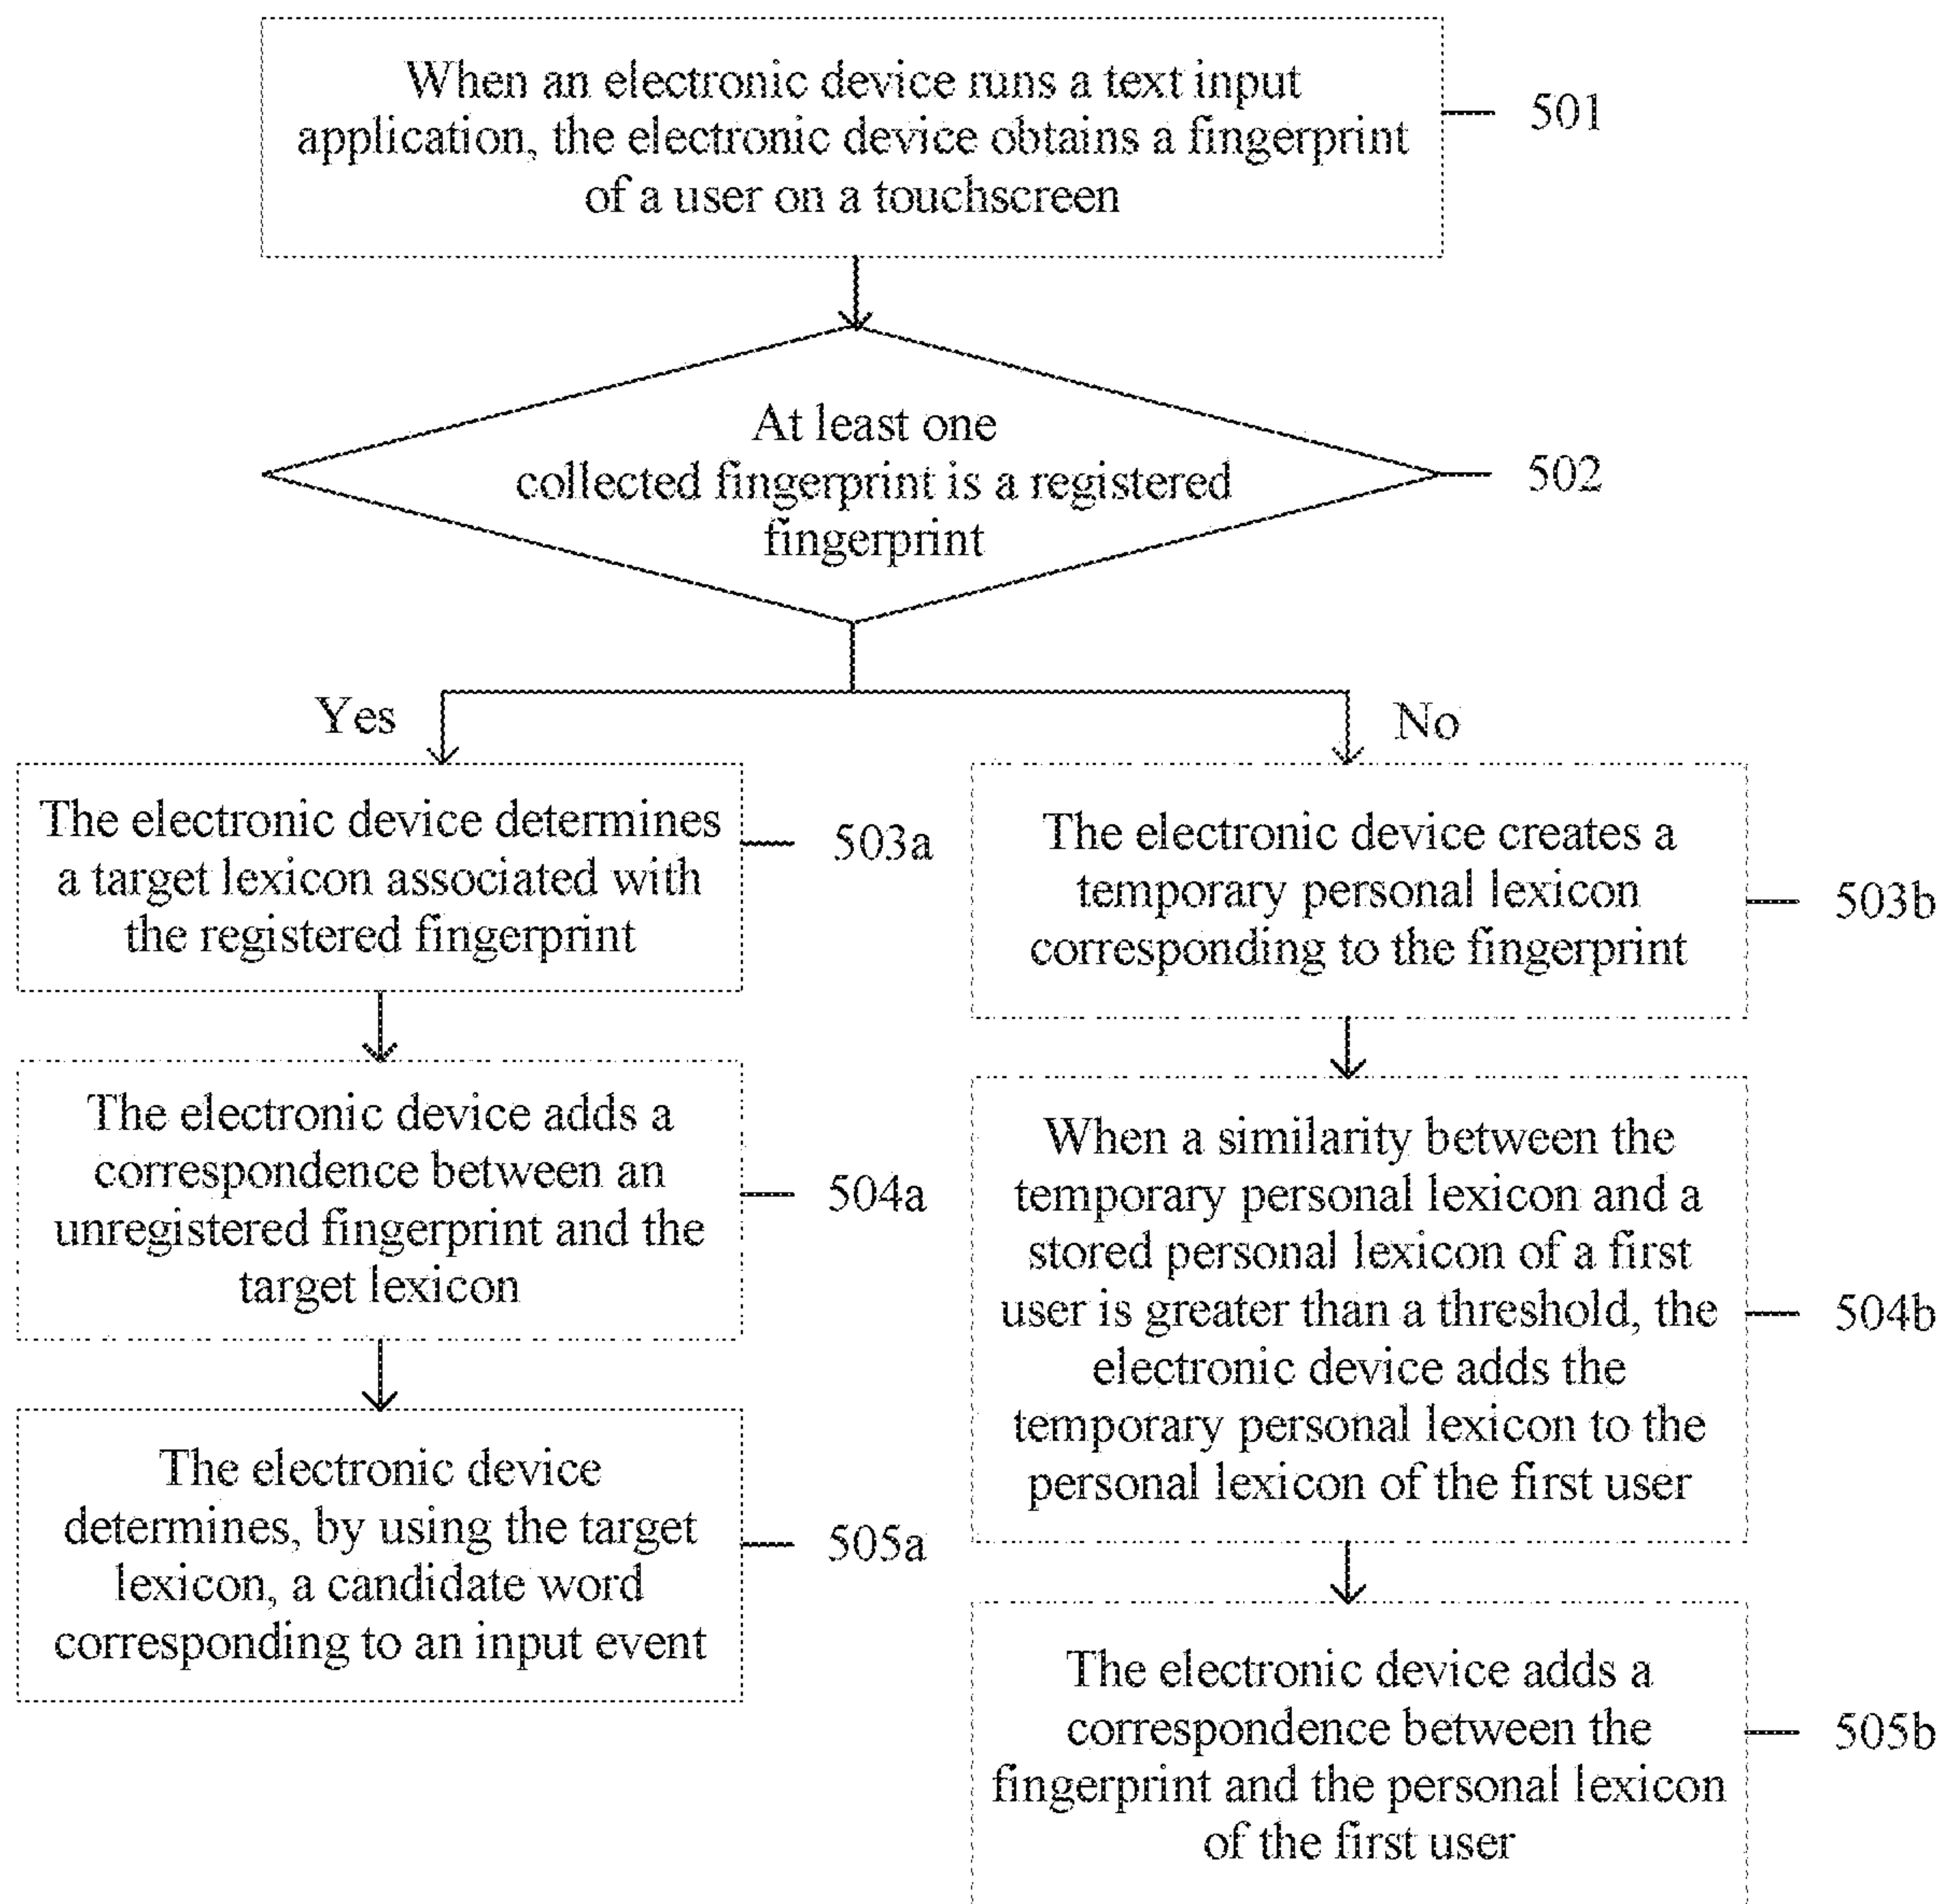 When an electronic device runs a text input
application, the electronic device obtains a fingerprint
of a user on a touchscreen
501
At least one
collected fingerprint is a registered
fingerprint
502
Yes
No
The electronic device determines
a target lexicon associated with
the registered fingerprint
503a
The electronic device creates a
temporary personal lexicon
corresponding to the fingerprint
503b
The electronic device adds a
correspondence between an
unregistered fingerprint and the
target lexicon
504a
When a similarity between the
temporary personal lexicon and a
stored personal lexicon of a first
user is greater than a threshold, the
electronic device adds the
temporary personal lexicon to the
personal lexicon of the first user
504b
The electronic device
determines, by using the target
lexicon, a candidate word
corresponding to an input event
505a
The electronic device adds a
correspondence between the
fingerprint and the personal lexicon
of the first user
505b